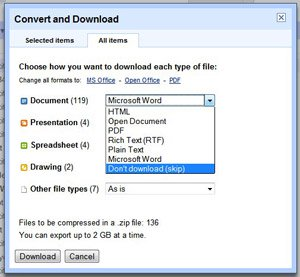 Convert and Download
Selected items
All items
Choose how you want to download each type of file:
Change all formats to: MS Office - Open Office - PDF
Document (119)
Microsoft Word
HTML
Open Document
PDF
Rich Text (RTF)
Plain Text
Microsoft Word
Don't download (skip)
Presentation (4)
Spreadsheet (4)
Drawing (2)
Other file types (7)
As is
Files to be compressed in a .zip file: 136
You can export up to 2 GB at a time.
Download
Cancel